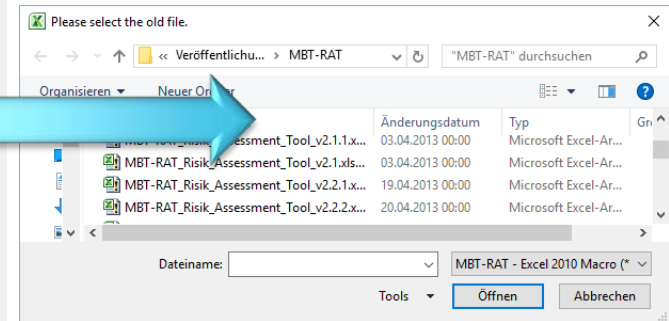 Please select the old file.
« Veröffentlichu... > MBT-RAT
"MBT-RAT" durchsuchen
Organisieren Neuer
Änderungsdatum Typ
MBT-RAT_Risik_Assessment_Tool_v2.1.1.x... 03.04.2013 00:00 Microsoft Excel-Ar...
MBT-RAT_Risik_Assessment_Tool_v2.1.xls... 03.04.2013 00:00 Microsoft Excel-Ar...
MBT-RAT_Risik_Assessment_Tool_v2.2.1.x... 19.04.2013 00:00 Microsoft Excel-Ar...
MBT-RAT_Risik_Assessment_Tool_v2.2.2.x... 20.04.2013 00:00 Microsoft Excel-Ar...
Dateiname: MBT-RAT - Excel 2010 Macro (*
Tools Öffnen Abbrechen